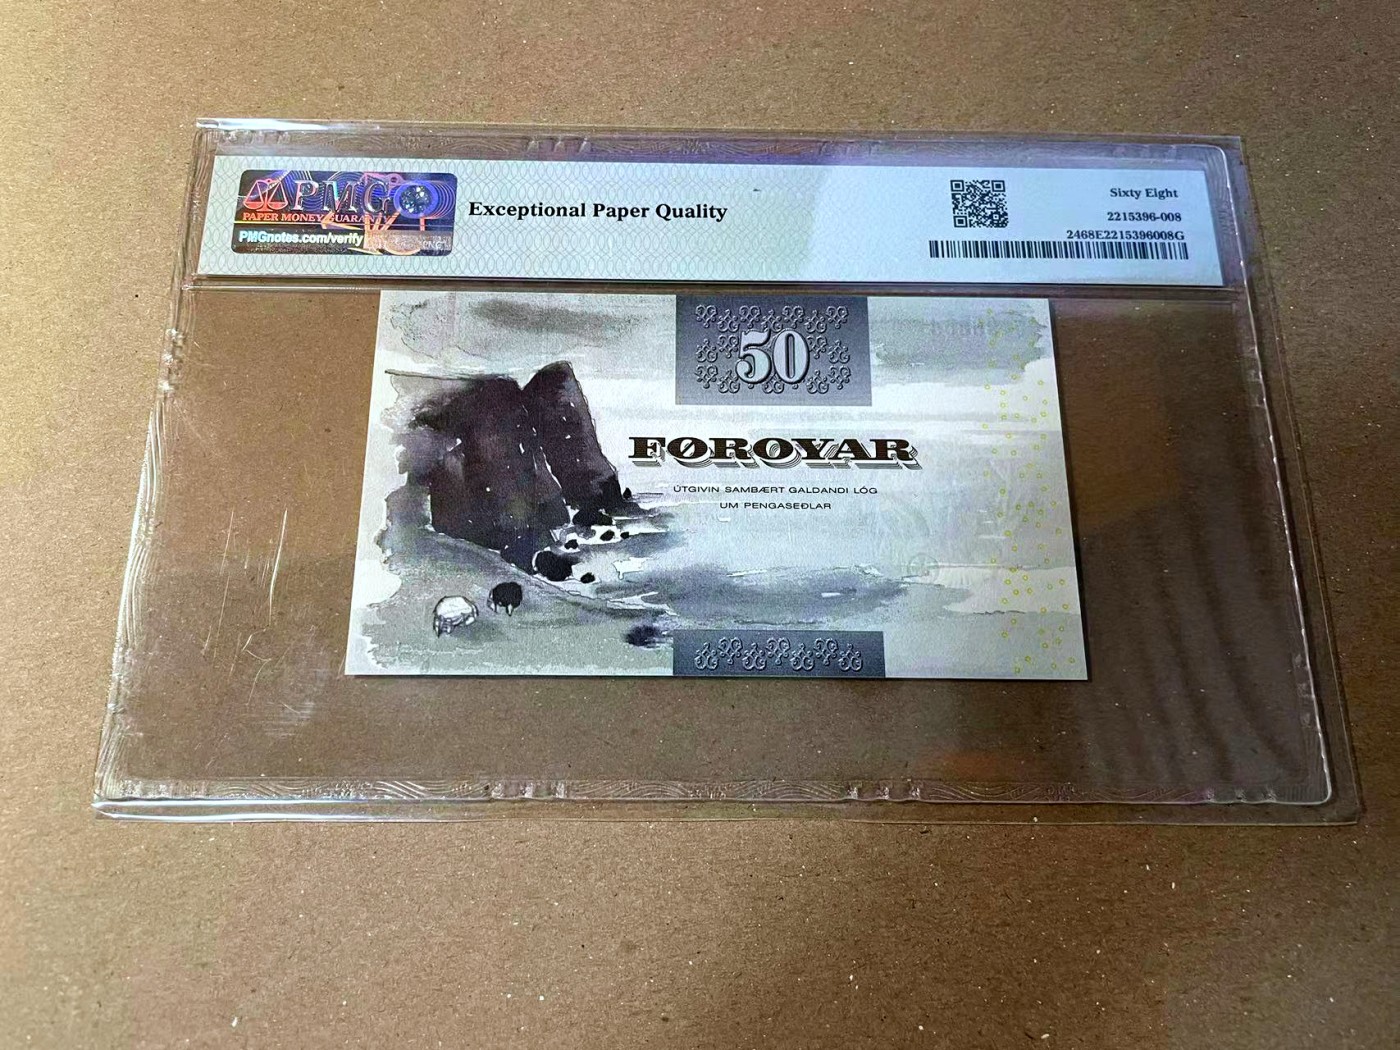 PMG
PAPER MONEY GUARANTY
PMGnotes.com/verify
Exceptional Paper Quality
Sixty Eight
2215396-008
2468E2215396008G
50
FØROYAR
ÚTGIVIN SAMBÆRT GALDANDI LÓG
UM PENGASEÐLAR